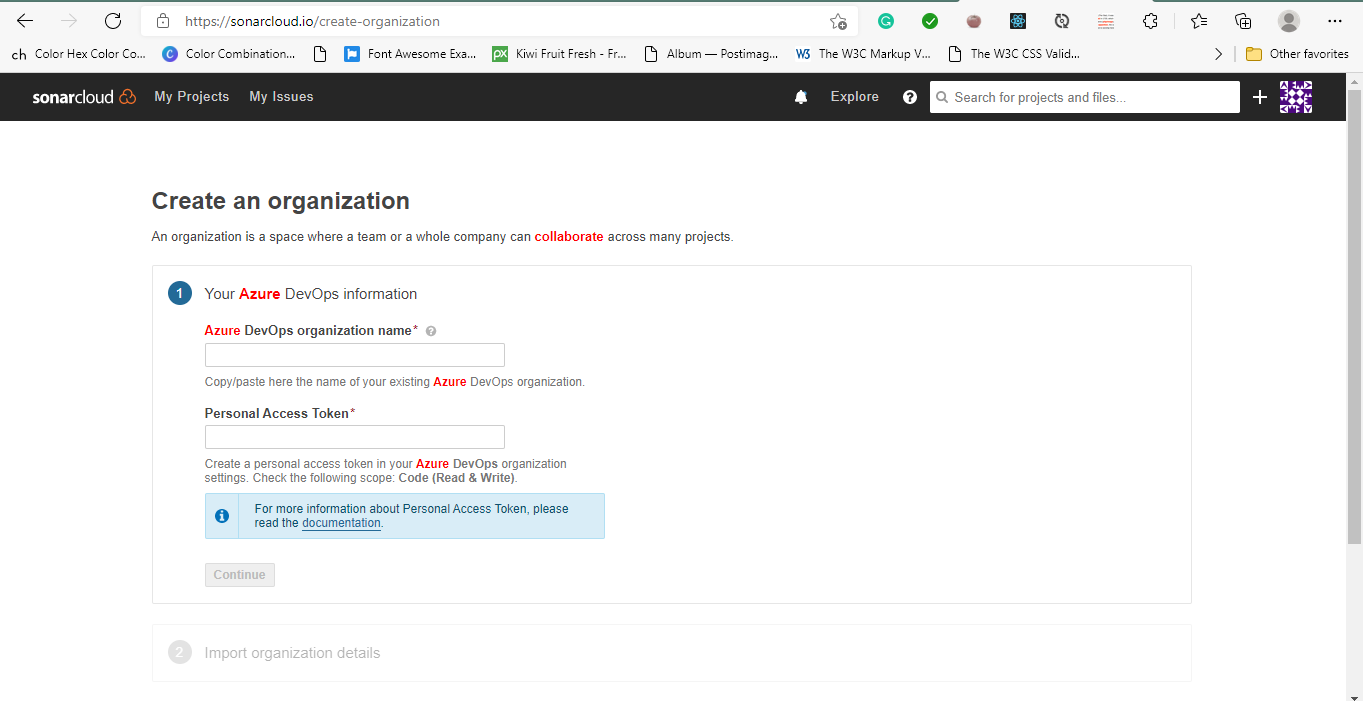 https://sonarcloud.io/create-organization
ch Color Hex Color Co... C Color Combination... Font Awesome Exa... px Kiwi Fruit Fresh - Fr... Album — Postimag... W3 The W3C Markup V... The W3C CSS Valid... Other favorites
sonarcloud My Projects My Issues Explore ? Search for projects and files... +
Create an organization
An organization is a space where a team or a whole company can collaborate across many projects.
1 Your Azure DevOps information
Azure DevOps organization name* ?
Copy/paste here the name of your existing Azure DevOps organization.
Personal Access Token*
Create a personal access token in your Azure DevOps organization
settings. Check the following scope: Code (Read & Write).
For more information about Personal Access Token, please
read the documentation.
Continue
2 Import organization details